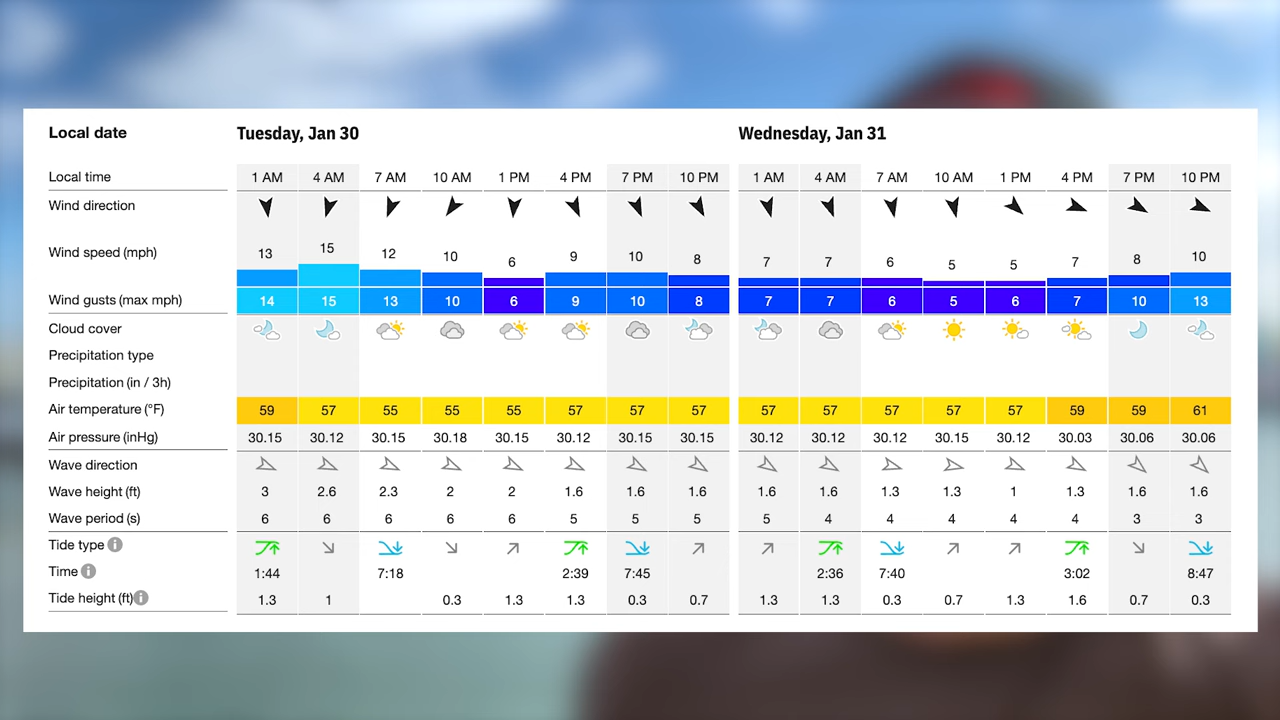 Local date Tuesday, Jan 30 Wednesday, Jan 31
Local time 1 AM 4 AM 7 AM 10 AM 1 PM 4 PM 7 PM 10 PM 1 AM 4 AM 7 AM 10 AM 1 PM 4 PM 7 PM 10 PM
Wind direction
Wind speed (mph) 13 15 12 10 6 9 10 8 7 7 6 5 5 7 8 10
Wind gusts (max mph) 14 15 13 10 6 9 10 8 7 7 6 5 6 7 10 13
Cloud cover
Precipitation type
Precipitation (in / 3h)
Air temperature (°F) 59 57 55 55 55 57 57 57 57 57 57 57 57 59 59 61
Air pressure (inHg) 30.15 30.12 30.15 30.18 30.15 30.12 30.15 30.15 30.12 30.12 30.12 30.15 30.12 30.03 30.06 30.06
Wave direction
Wave height (ft) 3 2.6 2.3 2 2 1.6 1.6 1.6 1.6 1.6 1.3 1.3 1 1.3 1.6 1.6
Wave period (s) 6 6 6 6 6 5 5 5 5 4 4 4 4 4 3 3
Tide type i
Time i 1:44 7:18 2:39 7:45 2:36 7:40 3:02 8:47
Tide height (ft) i 1.3 1 0.3 1.3 1.3 0.3 0.7 1.3 1.3 0.3 0.7 1.3 1.6 0.7 0.3